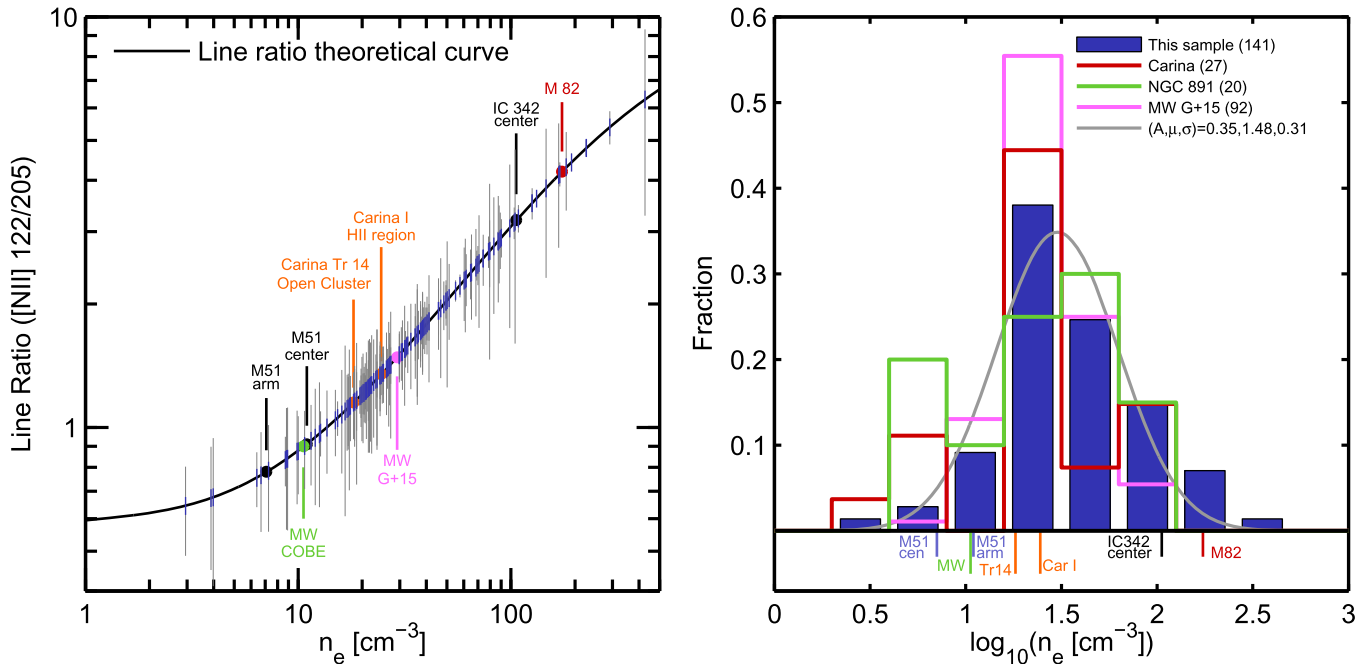 10
1
Line Ratio ([NII] 122/205)
Line ratio theoretical curve
M 82
IC 342
center
Carina I
HII region
Carina Tr 14
Open Cluster
M51
center
M51
arm
MW
G+15
MW
COBE
1
10
100
n_e [cm^−3]
0.6
0.5
0.4
0.3
0.2
0.1
Fraction
This sample (141)
Carina (27)
NGC 891 (20)
MW G+15 (92)
(A,μ,σ)=0.35,1.48,0.31
M51
cen
M51
arm
IC342
center
M82
MW
Tr14
Car I
0
0.5
1
1.5
2
2.5
3
log_10(n_e [cm^−3])